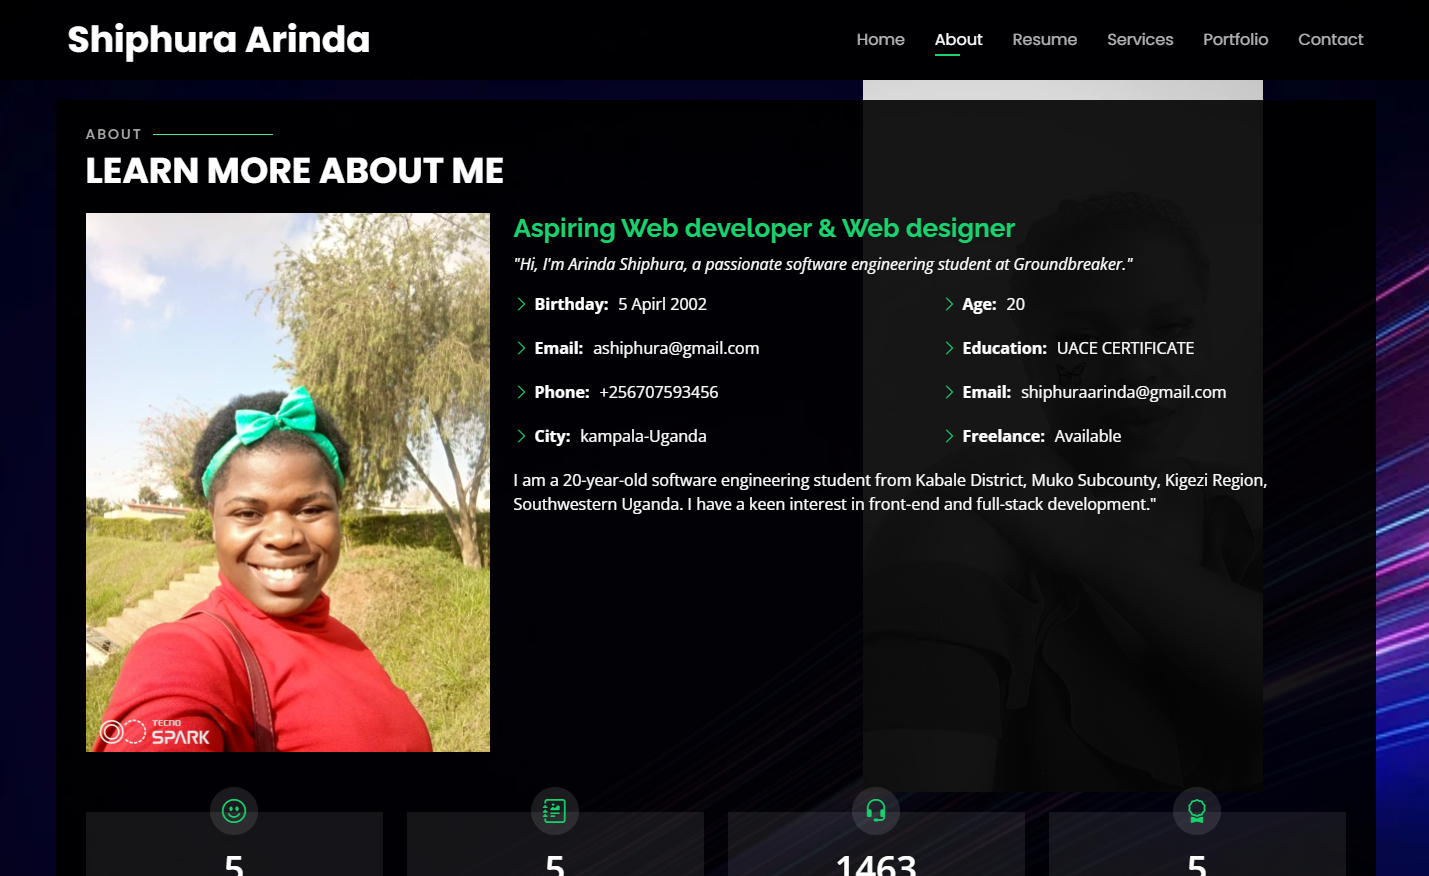 Shiphura Arinda
Home About Resume Services Portfolio Contact
ABOUT
LEARN MORE ABOUT ME
Aspiring Web developer & Web designer
"Hi, I'm Arinda Shiphura, a passionate software engineering student at Groundbreaker."
Birthday: 5 Apirl 2002
Age: 20
Email: ashiphura@gmail.com
Education: UACE CERTIFICATE
Phone: +256707593456
Email: shiphuraarinda@gmail.com
City: kampala-Uganda
Freelance: Available
I am a 20-year-old software engineering student from Kabale District, Muko Subcounty, Kigezi Region,
Southwestern Uganda. I have a keen interest in front-end and full-stack development."
TECNO
SPARK
5 5 1463 5